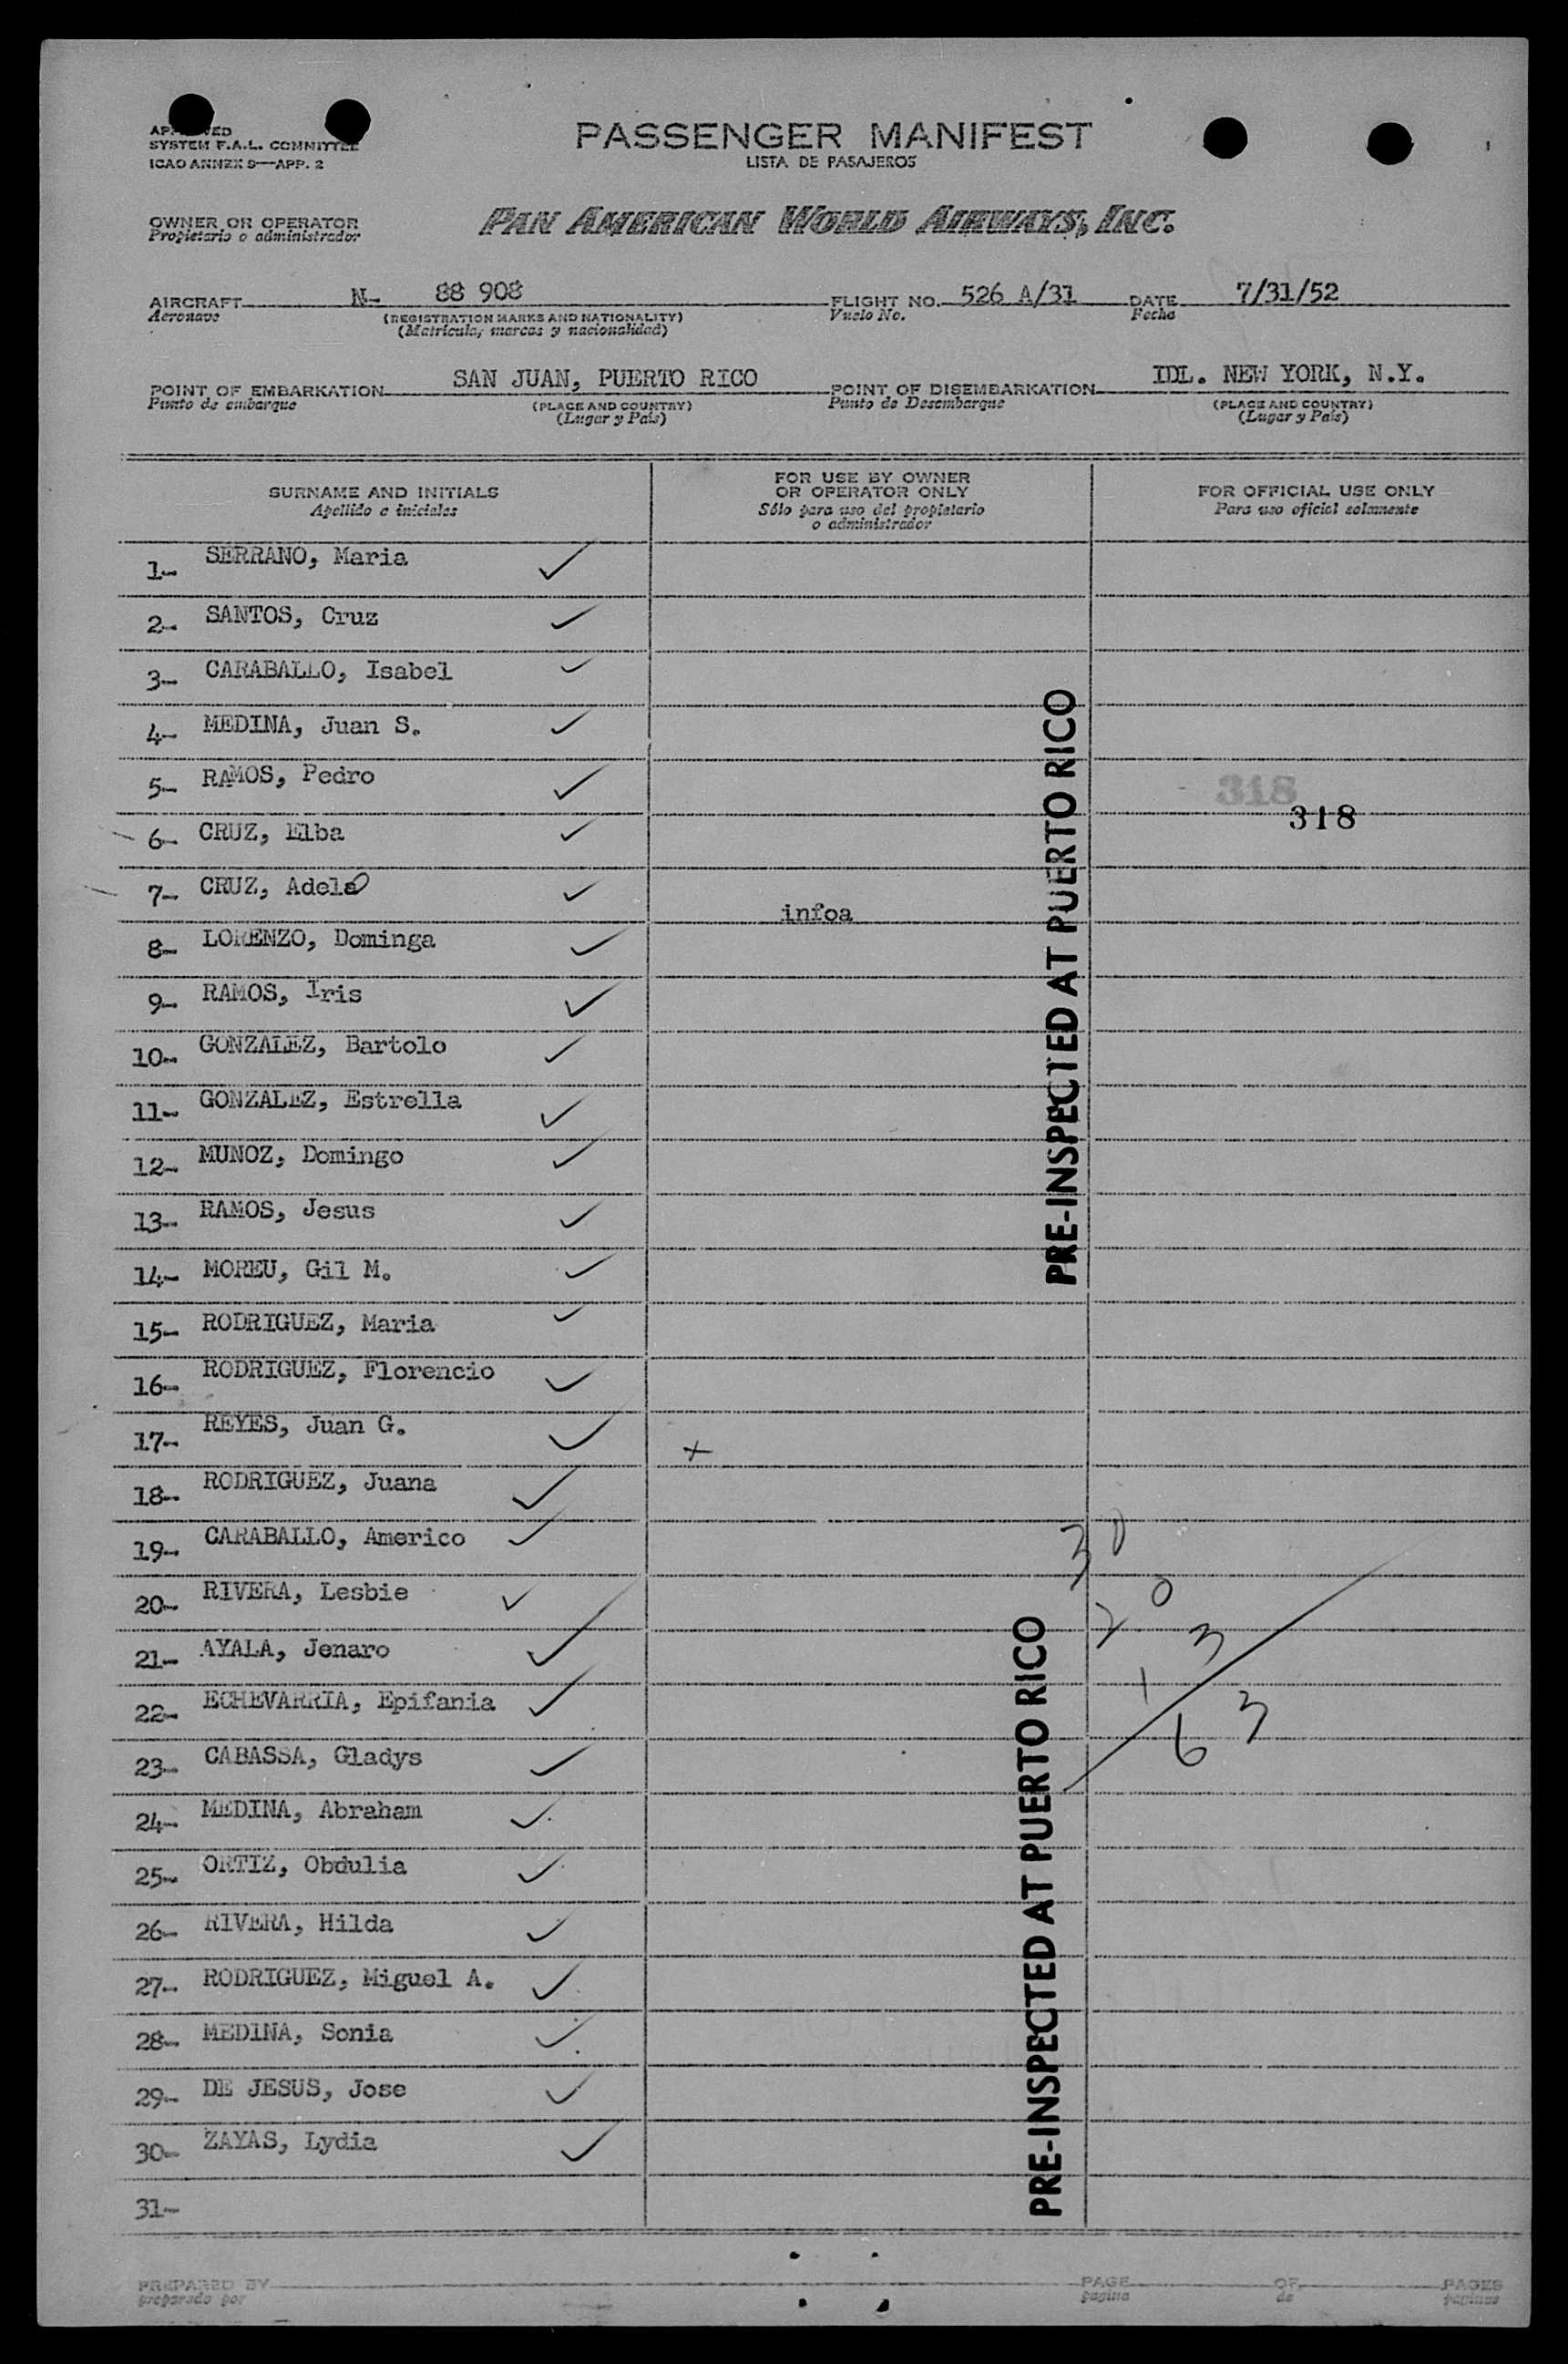 APPROVED
SYSTEM F.A.L. COMMITTEE
ICAO ANNEX 9—APP. 2
PASSENGER MANIFEST
LISTA DE PASAJEROS
OWNER OR OPERATOR
Propietario o administrador
PAN AMERICAN WORLD AIRWAYS, INC.
AIRCRAFT N- 88 908 FLIGHT NO. 526 A/31 DATE 7/31/52
Aeronave (REGISTRATION MARKS AND NATIONALITY) Vuelo No. Fecha
(Matrícula, marcas y nacionalidad)
POINT OF EMBARKATION SAN JUAN, PUERTO RICO POINT OF DISEMBARKATION IDL. NEW YORK, N.Y.
Punto de embarque (PLACE AND COUNTRY) Punto de Desembarque (PLACE AND COUNTRY)
(Lugar y País) (Lugar y País)
SURNAME AND INITIALS
Apellido e iniciales
FOR USE BY OWNER
OR OPERATOR ONLY
Sólo para uso del propietario
o administrador
FOR OFFICIAL USE ONLY
Para uso oficial solamente
1- SERRANO, Maria
2- SANTOS, Cruz
3- CARABALLO, Isabel
4- MEDINA, Juan S.
5- RAMOS, Pedro
318
6- CRUZ, Elba
318
7- CRUZ, Adela
infoa
8- LORENZO, Dominga
9- RAMOS, Iris
10- GONZALEZ, Bartolo
11- GONZALEZ, Estrella
12- MUNOZ, Domingo
13- RAMOS, Jesus
14- MOREU, Gil M.
PRE-INSPECTED AT PUERTO RICO
15- RODRIGUEZ, Maria
16- RODRIGUEZ, Florencio
17- REYES, Juan G.
18- RODRIGUEZ, Juana
19- CARABALLO, Americo
30
20- RIVERA, Lesbie
20
21- AYALA, Jenaro
22- ECHEVARRIA, Epifania
13
23- CABASSA, Gladys
63
24- MEDINA, Abraham
25- ORTIZ, Obdulia
26- RIVERA, Hilda
27- RODRIGUEZ, Miguel A.
28- MEDINA, Sonia
29- DE JESUS, Jose
30- ZAYAS, Lydia
31-
PRE-INSPECTED AT PUERTO RICO
PREPARED BY PAGE OF PAGES
preparado por pagina de paginas